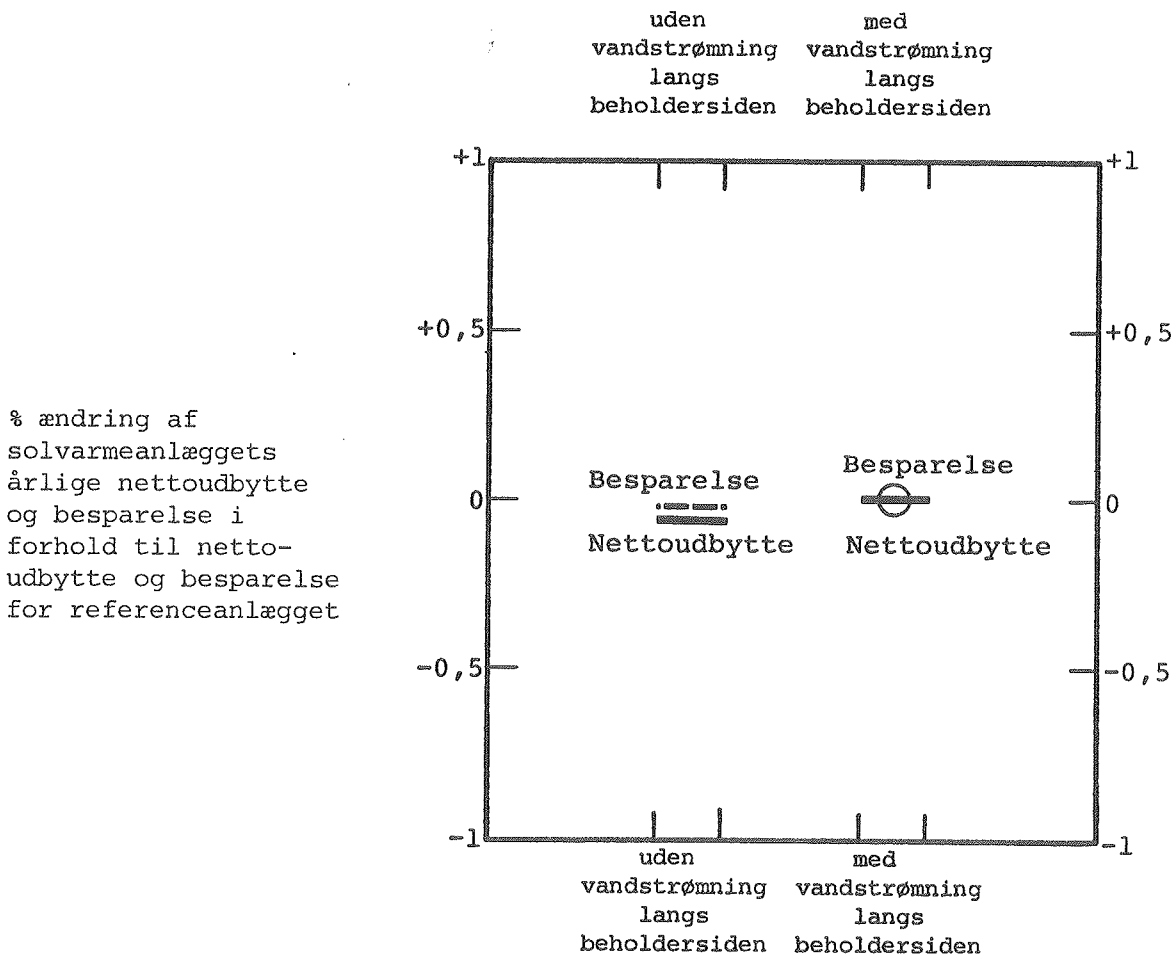 uden
vandstrømning
langs
beholdersiden
med
vandstrømning
langs
beholdersiden
+1
+1
+0,5
+0,5
% ændring af
solvarmeanlæggets
årlige nettoudbytte
og besparelse i
forhold til netto-
udbytte og besparelse
for referenceanlægget
Besparelse
Besparelse
0
0
Nettoudbytte
Nettoudbytte
-0,5
-0,5
-1
-1
uden
vandstrømning
langs
beholdersiden
med
vandstrømning
langs
beholdersiden